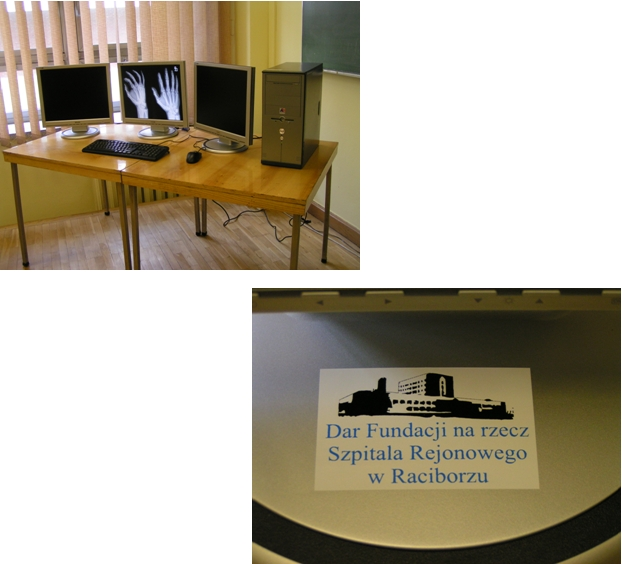 Dar Fundacji na rzecz
Szpitala Rejonowego
w Raciborzu